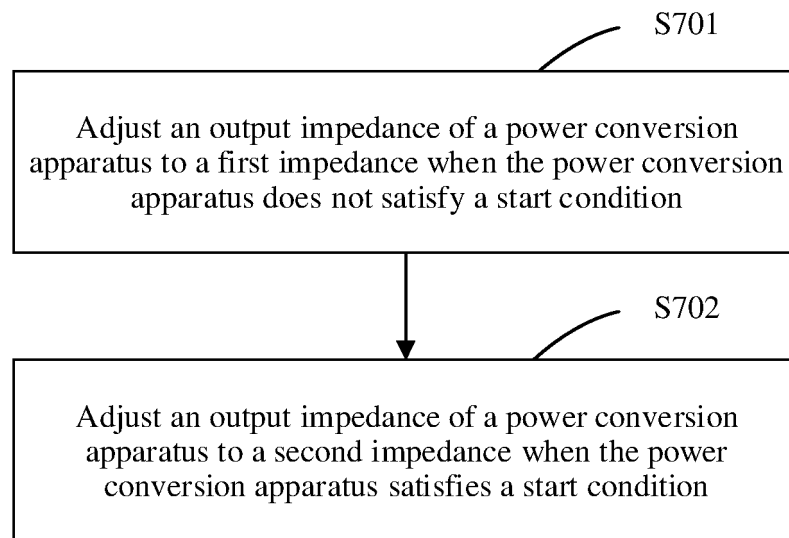 S701
Adjust an output impedance of a power conversion
apparatus to a first impedance when the power conversion
apparatus does not satisfy a start condition
S702
Adjust an output impedance of a power conversion
apparatus to a second impedance when the power
conversion apparatus satisfies a start condition